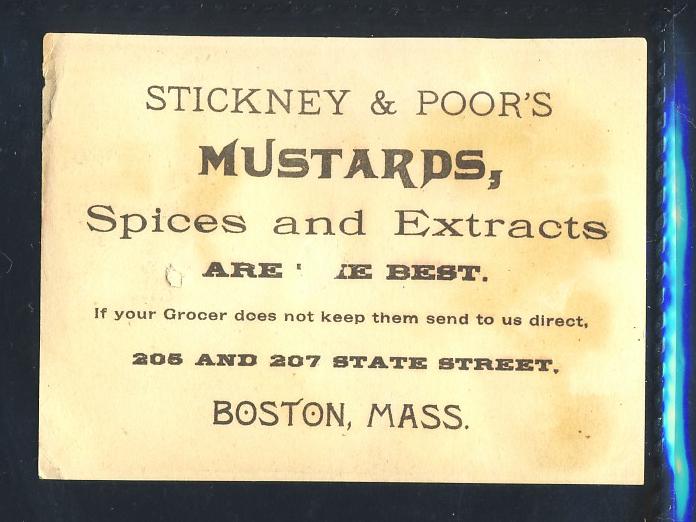 STICKNEY & POOR'S
MUSTARDS,
Spices and Extracts
ARE BEST.
If your Grocer does not keep them send to us direct,
205 AND 207 STATE STREET,
BOSTON, MASS.